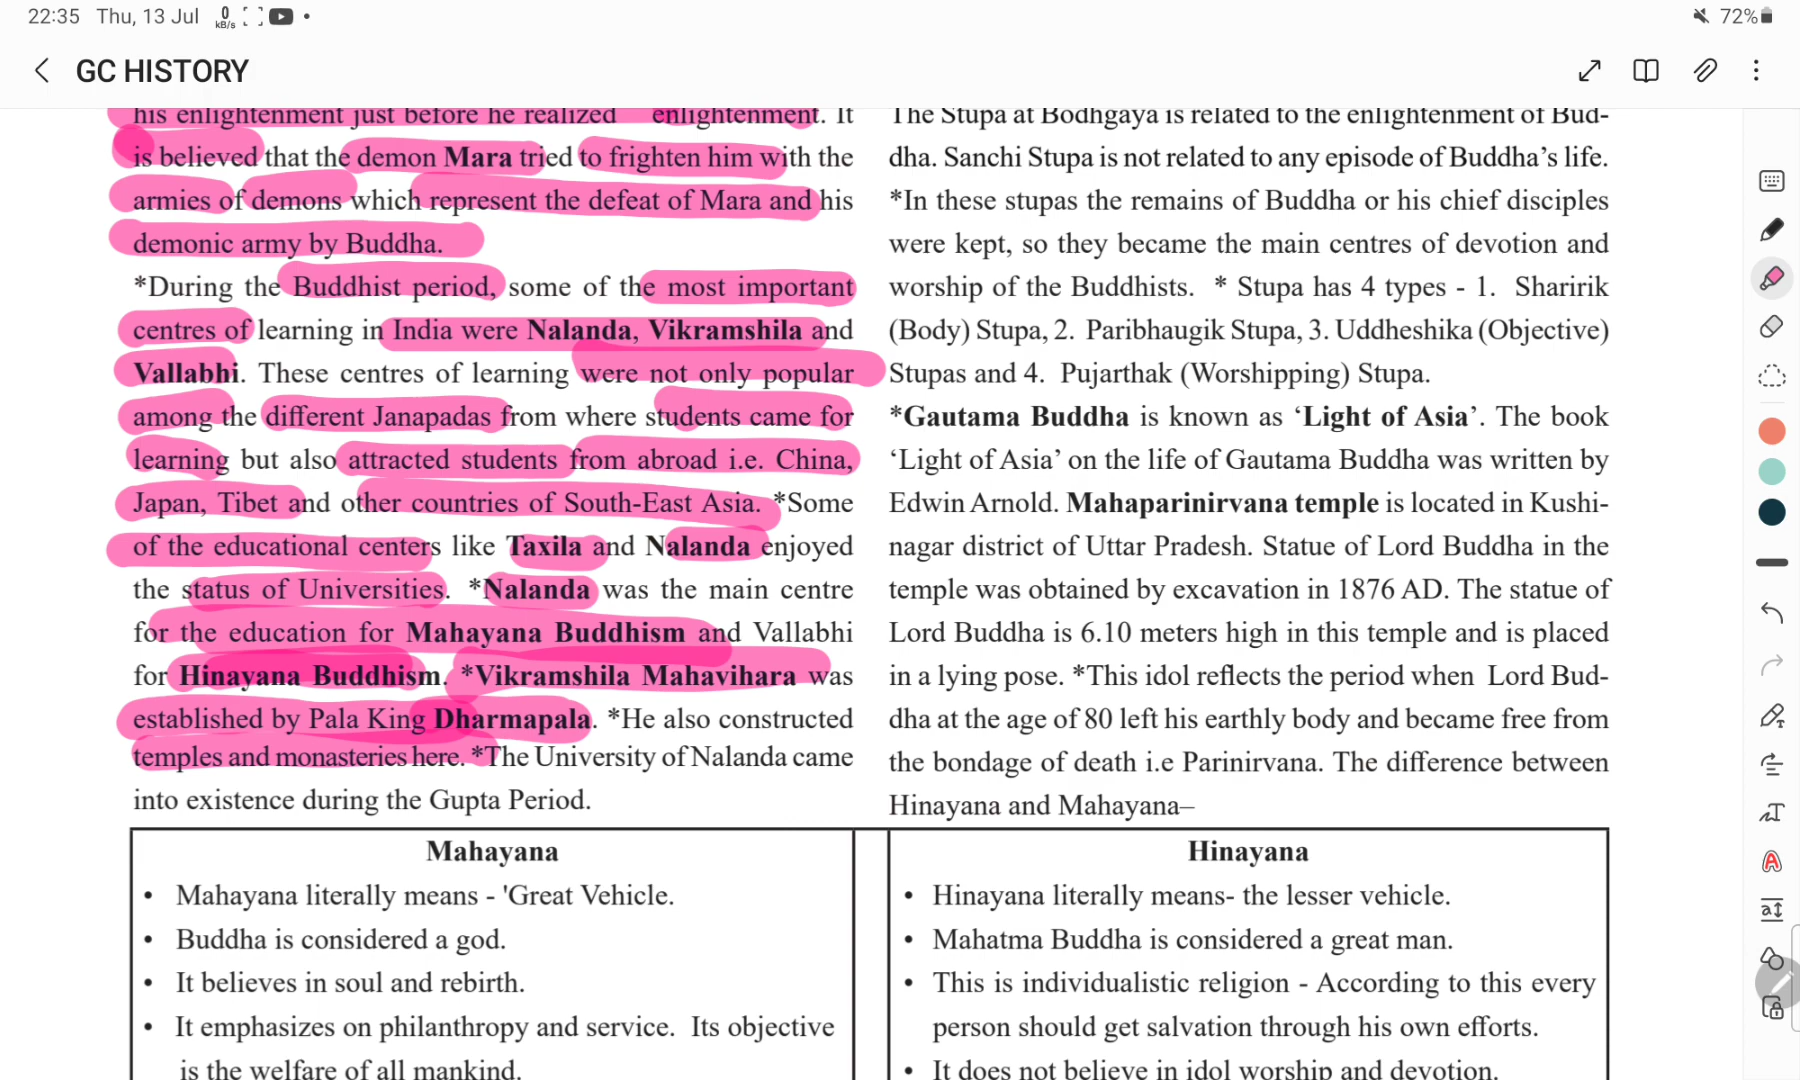 22:35 Thu, 13 Jul 0 kB/s
72%
GC HISTORY
his enlightenment just before he realized enlightenment. It
is believed that the demon Mara tried to frighten him with the
armies of demons which represent the defeat of Mara and his
demonic army by Buddha.
*During the Buddhist period, some of the most important
centres of learning in India were Nalanda, Vikramshila and
Vallabhi. These centres of learning were not only popular
among the different Janapadas from where students came for
learning but also attracted students from abroad i.e. China,
Japan, Tibet and other countries of South-East Asia. *Some
of the educational centers like Taxila and Nalanda enjoyed
the status of Universities. *Nalanda was the main centre
for the education for Mahayana Buddhism and Vallabhi
for Hinayana Buddhism. *Vikramshila Mahavihara was
established by Pala King Dharmapala. *He also constructed
temples and monasteries here. *The University of Nalanda came
into existence during the Gupta Period.
The Stupa at Bodhgaya is related to the enlightenment of Bud-
dha. Sanchi Stupa is not related to any episode of Buddha's life.
*In these stupas the remains of Buddha or his chief disciples
were kept, so they became the main centres of devotion and
worship of the Buddhists. * Stupa has 4 types - 1. Sharirik
(Body) Stupa, 2. Paribhaugik Stupa, 3. Uddheshika (Objective)
Stupas and 4. Pujarthak (Worshipping) Stupa.
*Gautama Buddha is known as ‘Light of Asia’. The book
‘Light of Asia’ on the life of Gautama Buddha was written by
Edwin Arnold. Mahaparinirvana temple is located in Kushi-
nagar district of Uttar Pradesh. Statue of Lord Buddha in the
temple was obtained by excavation in 1876 AD. The statue of
Lord Buddha is 6.10 meters high in this temple and is placed
in a lying pose. *This idol reflects the period when Lord Bud-
dha at the age of 80 left his earthly body and became free from
the bondage of death i.e Parinirvana. The difference between
Hinayana and Mahayana–
Mahayana
• Mahayana literally means - 'Great Vehicle.
• Buddha is considered a god.
• It believes in soul and rebirth.
• It emphasizes on philanthropy and service. Its objective
is the welfare of all mankind.
Hinayana
• Hinayana literally means- the lesser vehicle.
• Mahatma Buddha is considered a great man.
• This is individualistic religion - According to this every
person should get salvation through his own efforts.
• It does not believe in idol worship and devotion.